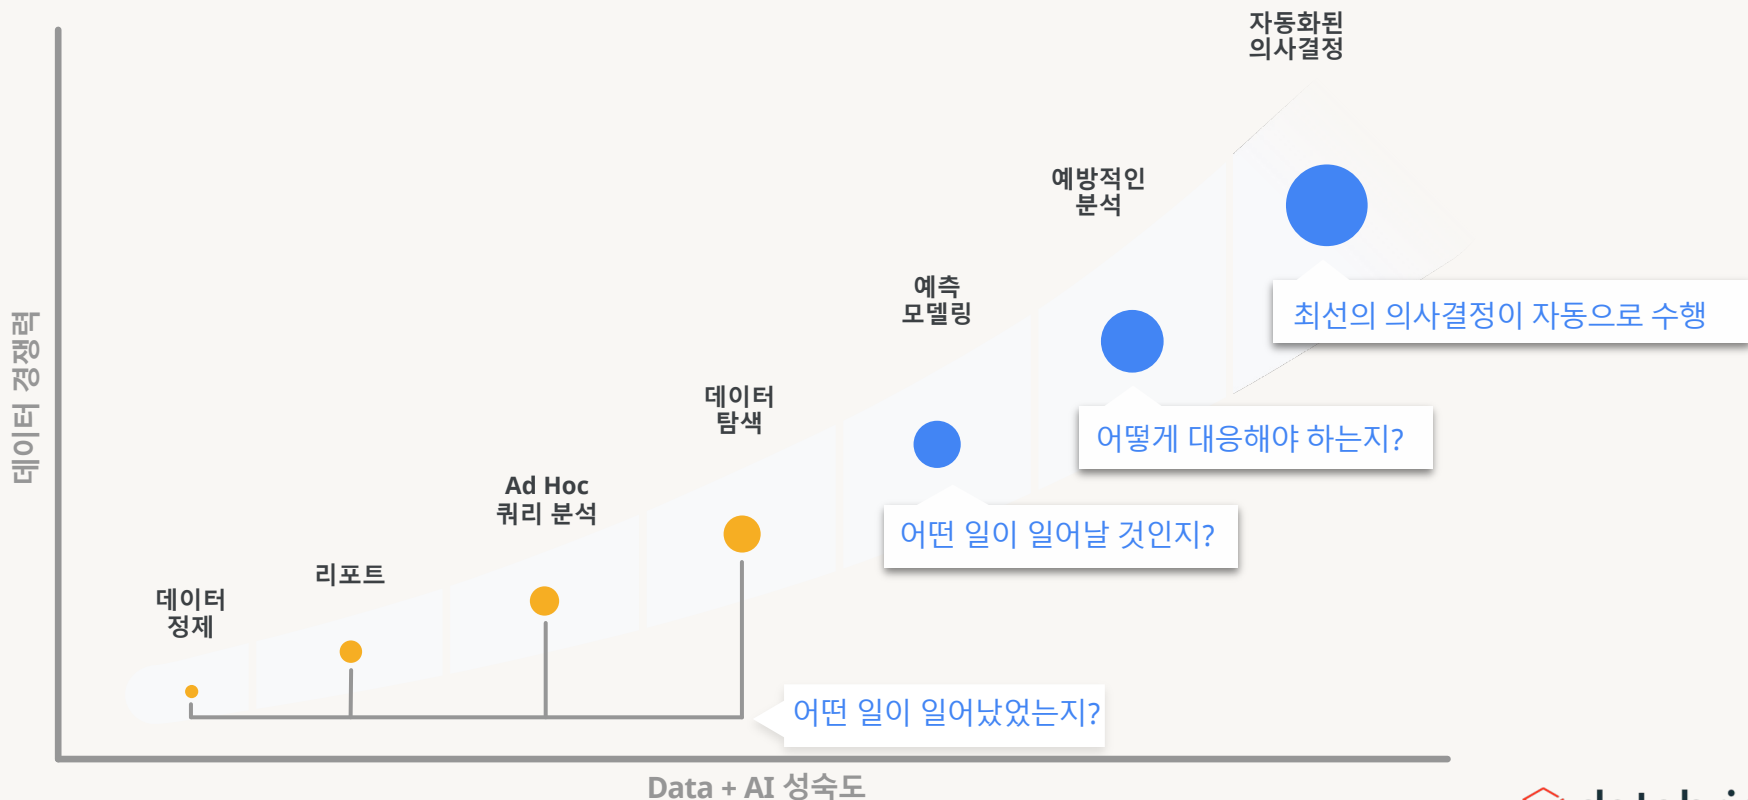 자동화된
의사결정
예방적인
분석
예측
모델링
최선의 의사결정이 자동으로 수행
데이터
탐색
어떻게 대응해야 하는지?
Ad Hoc
쿼리 분석
어떤 일이 일어날 것인지?
리포트
데이터
정제
어떤 일이 일어났었는지?
데이터 경쟁력
Data + AI 성숙도